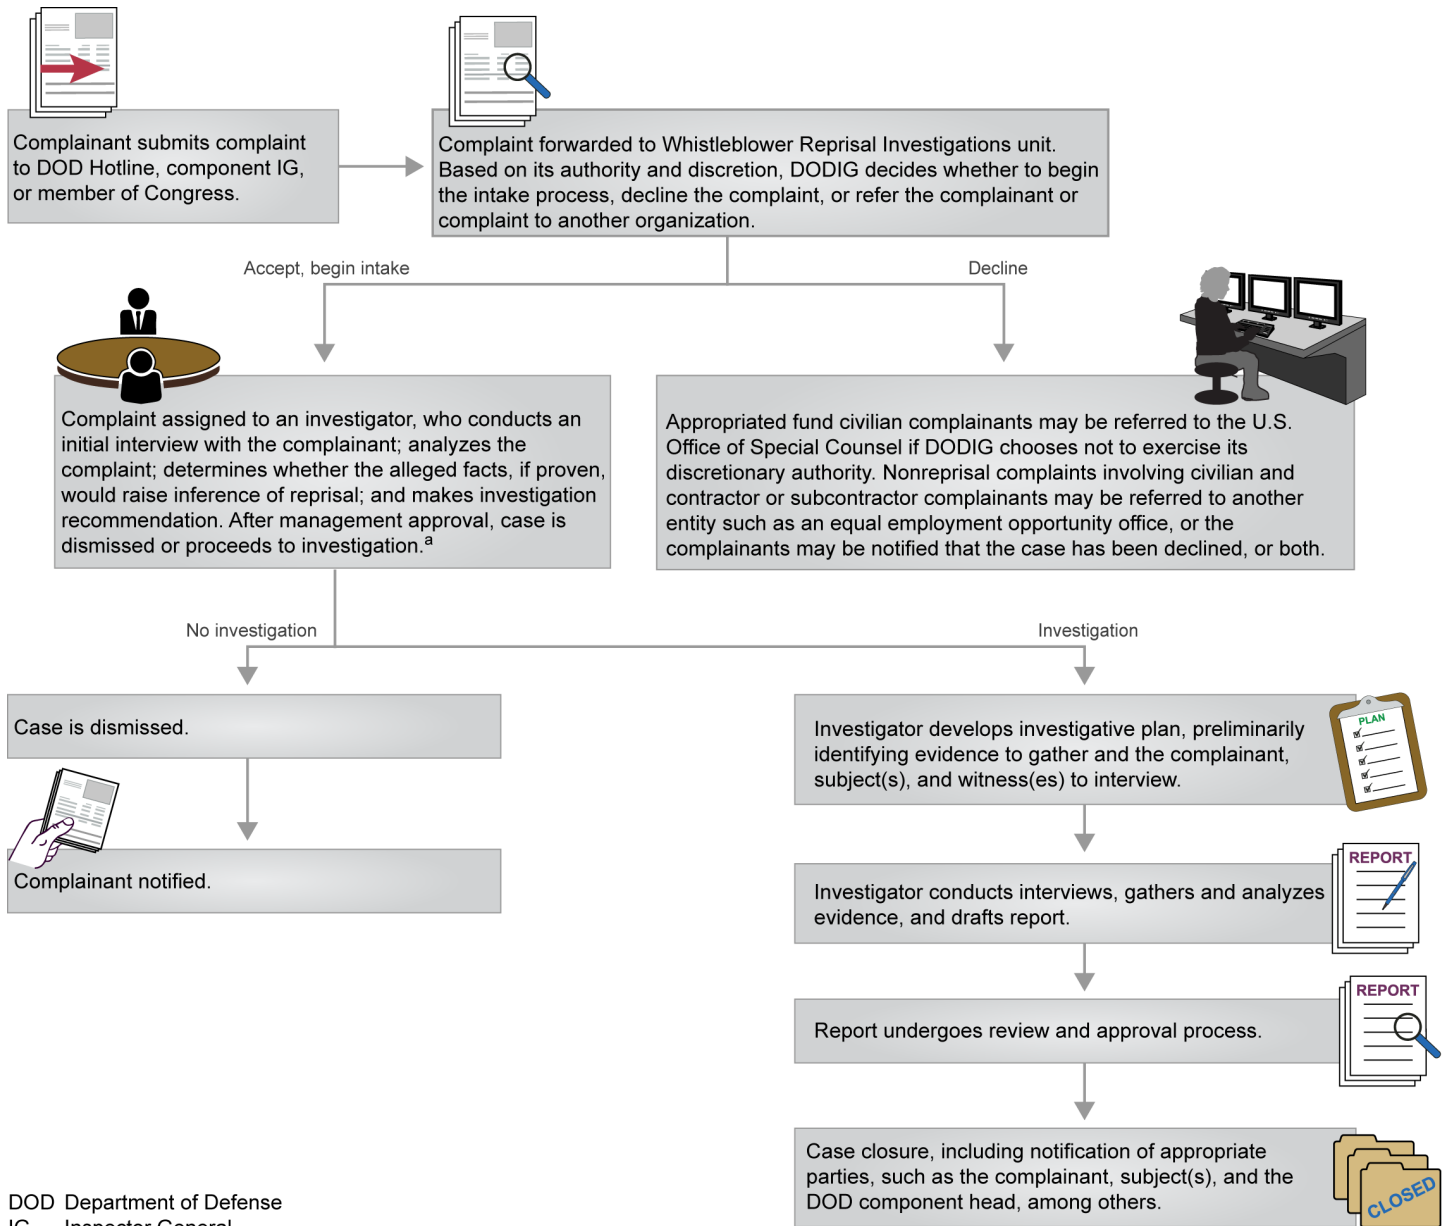 Complainant submits complaint
to DOD Hotline, component IG,
or member of Congress.
Complaint forwarded to Whistleblower Reprisal Investigations unit.
Based on its authority and discretion, DODIG decides whether to begin
the intake process, decline the complaint, or refer the complainant or
complaint to another organization.
Accept, begin intake
Decline
Complaint assigned to an investigator, who conducts an
initial interview with the complainant; analyzes the
complaint; determines whether the alleged facts, if proven,
would raise inference of reprisal; and makes investigation
recommendation. After management approval, case is
dismissed or proceeds to investigation.a
Appropriated fund civilian complainants may be referred to the U.S.
Office of Special Counsel if DODIG chooses not to exercise its
discretionary authority. Nonreprisal complaints involving civilian and
contractor or subcontractor complainants may be referred to another
entity such as an equal employment opportunity office, or the
complainants may be notified that the case has been declined, or both.
No investigation
Investigation
Case is dismissed.
Complainant notified.
Investigator develops investigative plan, preliminarily
identifying evidence to gather and the complainant,
subject(s), and witness(es) to interview.
PLAN
Investigator conducts interviews, gathers and analyzes
evidence, and drafts report.
REPORT
Report undergoes review and approval process.
REPORT
Case closure, including notification of appropriate
parties, such as the complainant, subject(s), and the
DOD component head, among others.
CLOSED
DOD Department of Defense
IG Inspector General